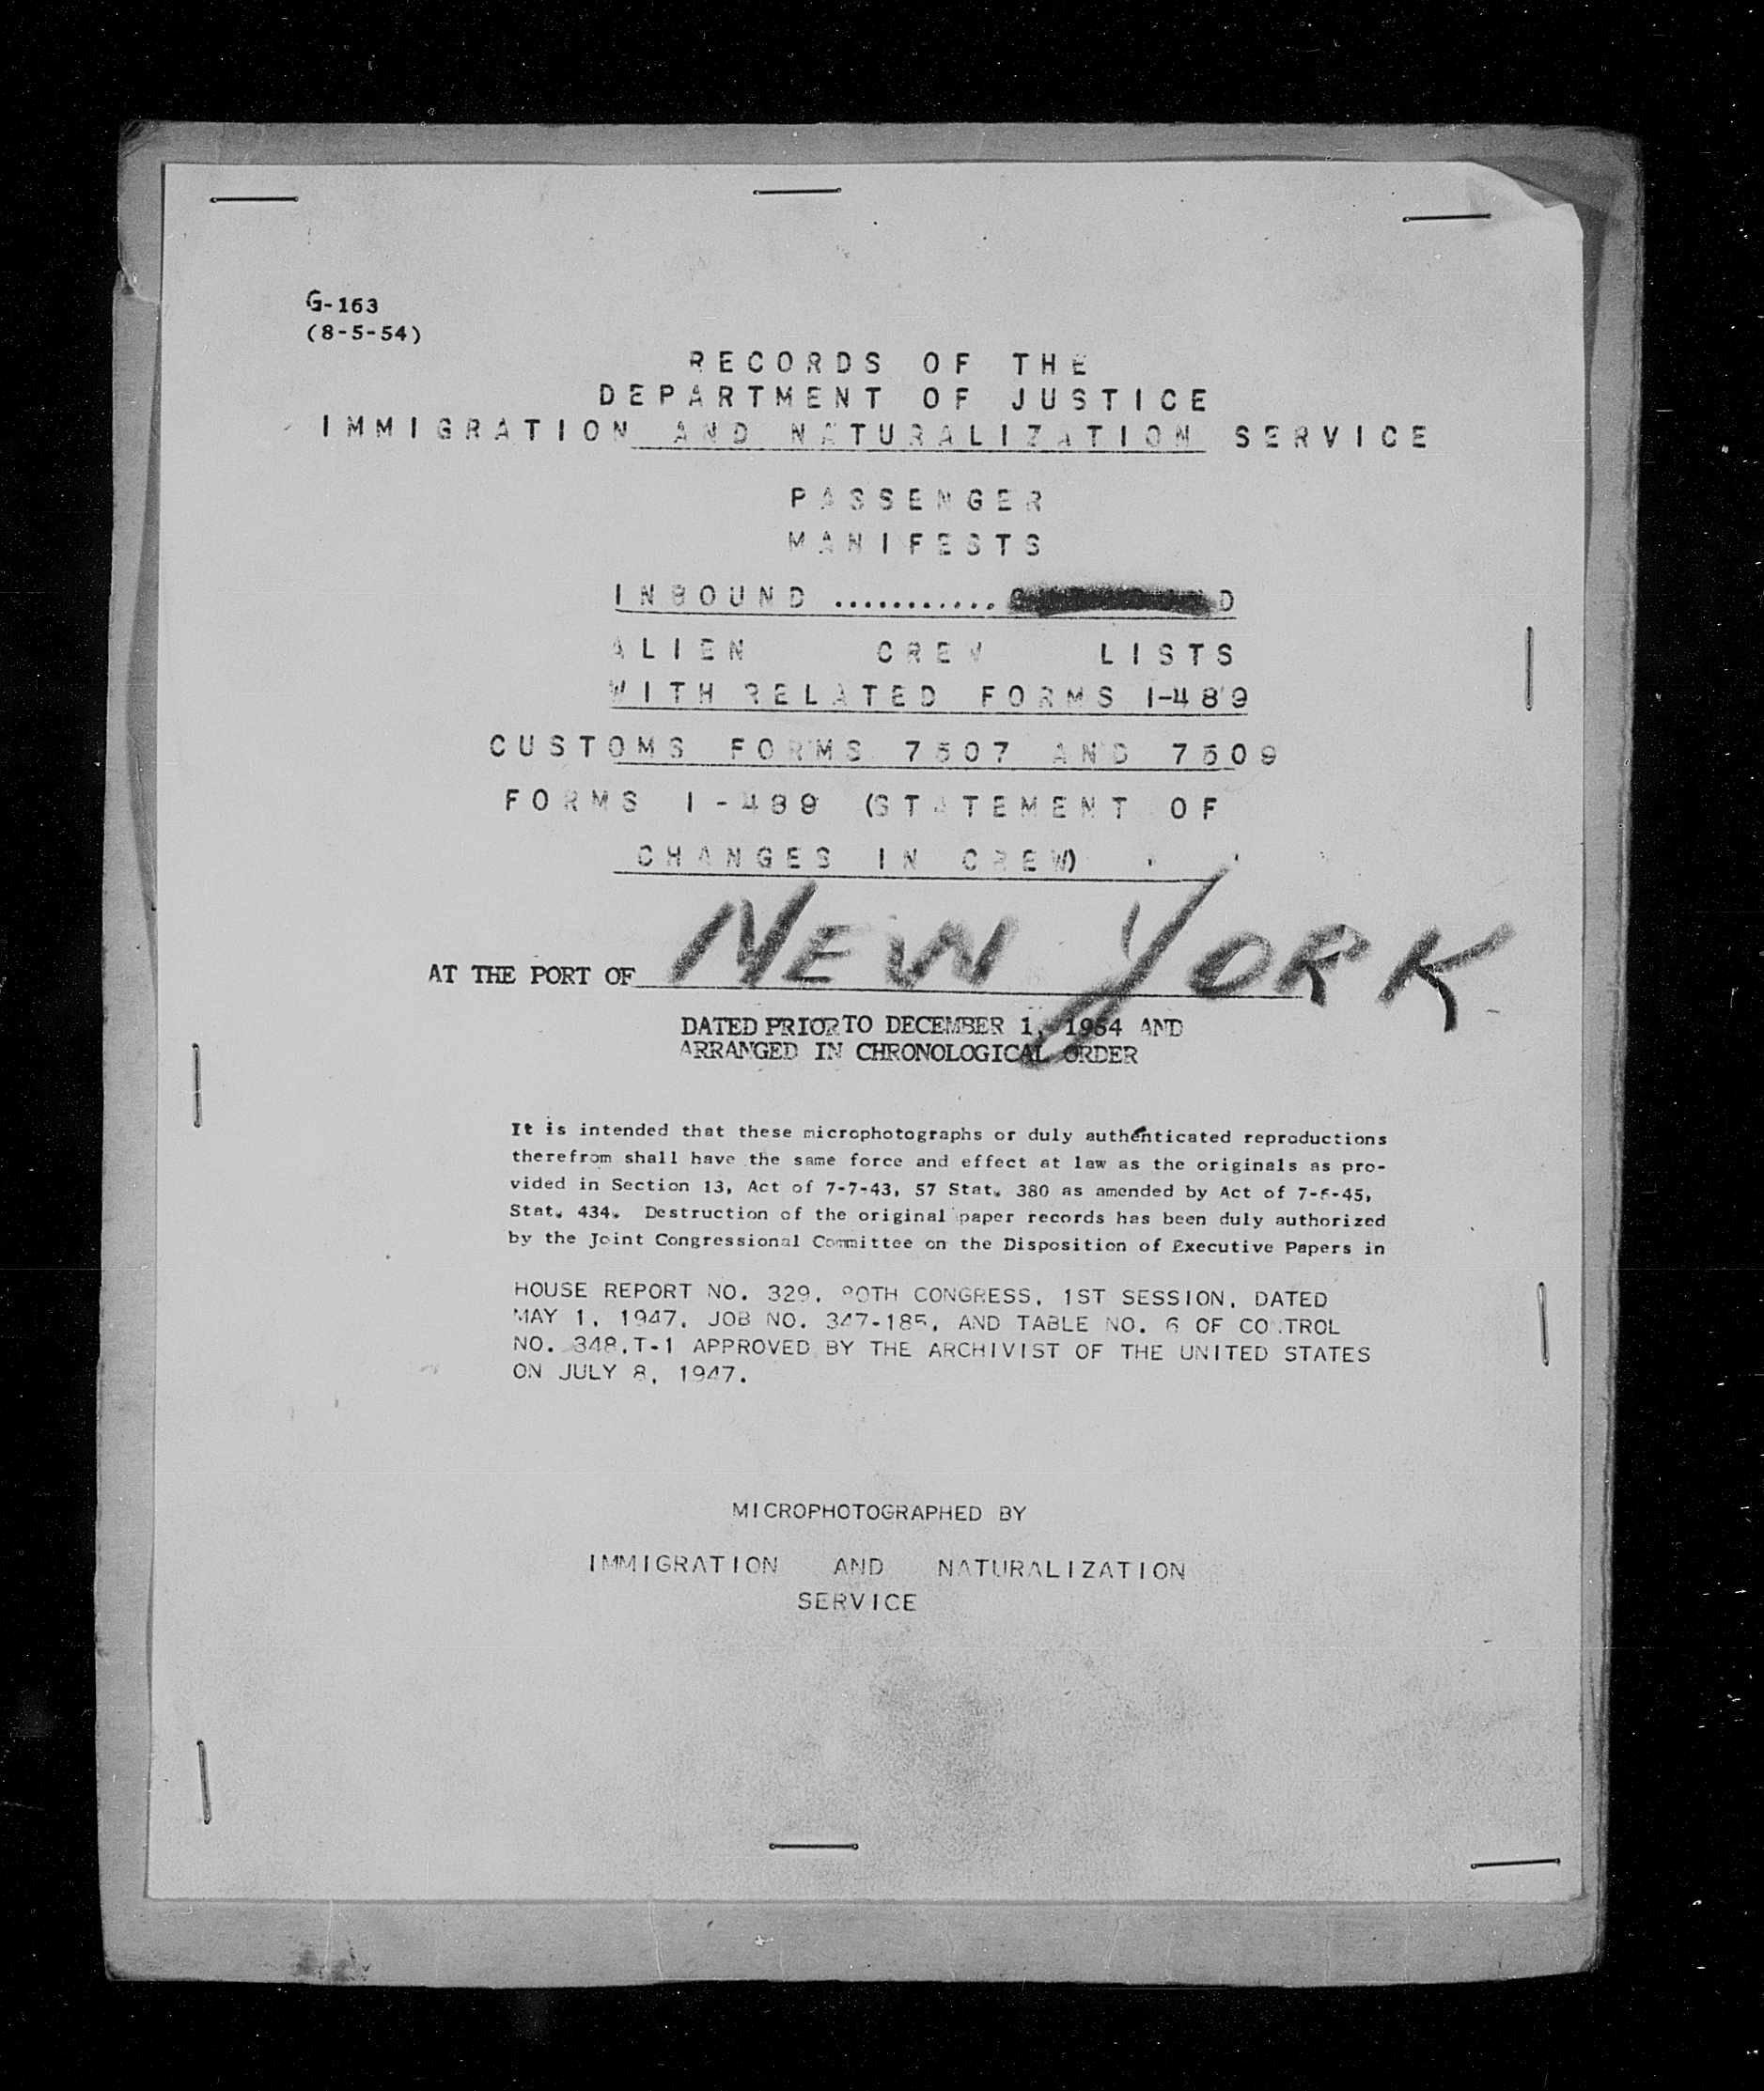 G-163
(8-5-54)
RECORDS OF THE
DEPARTMENT OF JUSTICE
IMMIGRATION AND NATURALIZATION SERVICE
PASSENGER
MANIFESTS
INBOUND ...........
ALIEN CREW LISTS
WITH RELATED FORMS I-489
CUSTOMS FORMS 7507 AND 7509
FORMS I-489 (STATEMENT OF
CHANGES IN CREW)
AT THE PORT OF NEW YORK
DATED PRIOR TO DECEMBER 1, 1954 AND
ARRANGED IN CHRONOLOGICAL ORDER
It is intended that these microphotographs or duly authenticated reproductions
therefrom shall have the same force and effect at law as the originals as pro-
vided in Section 13, Act of 7-7-43, 57 Stat. 380 as amended by Act of 7-6-45,
Stat. 434. Destruction of the original paper records has been duly authorized
by the Joint Congressional Committee on the Disposition of Executive Papers in
HOUSE REPORT NO. 329, 80TH CONGRESS, 1ST SESSION, DATED
MAY 1, 1947, JOB NO. 347-185, AND TABLE NO. 6 OF CONTROL
NO. 348.T-1 APPROVED BY THE ARCHIVIST OF THE UNITED STATES
ON JULY 8, 1947.
MICROPHOTOGRAPHED BY
IMMIGRATION AND NATURALIZATION
SERVICE